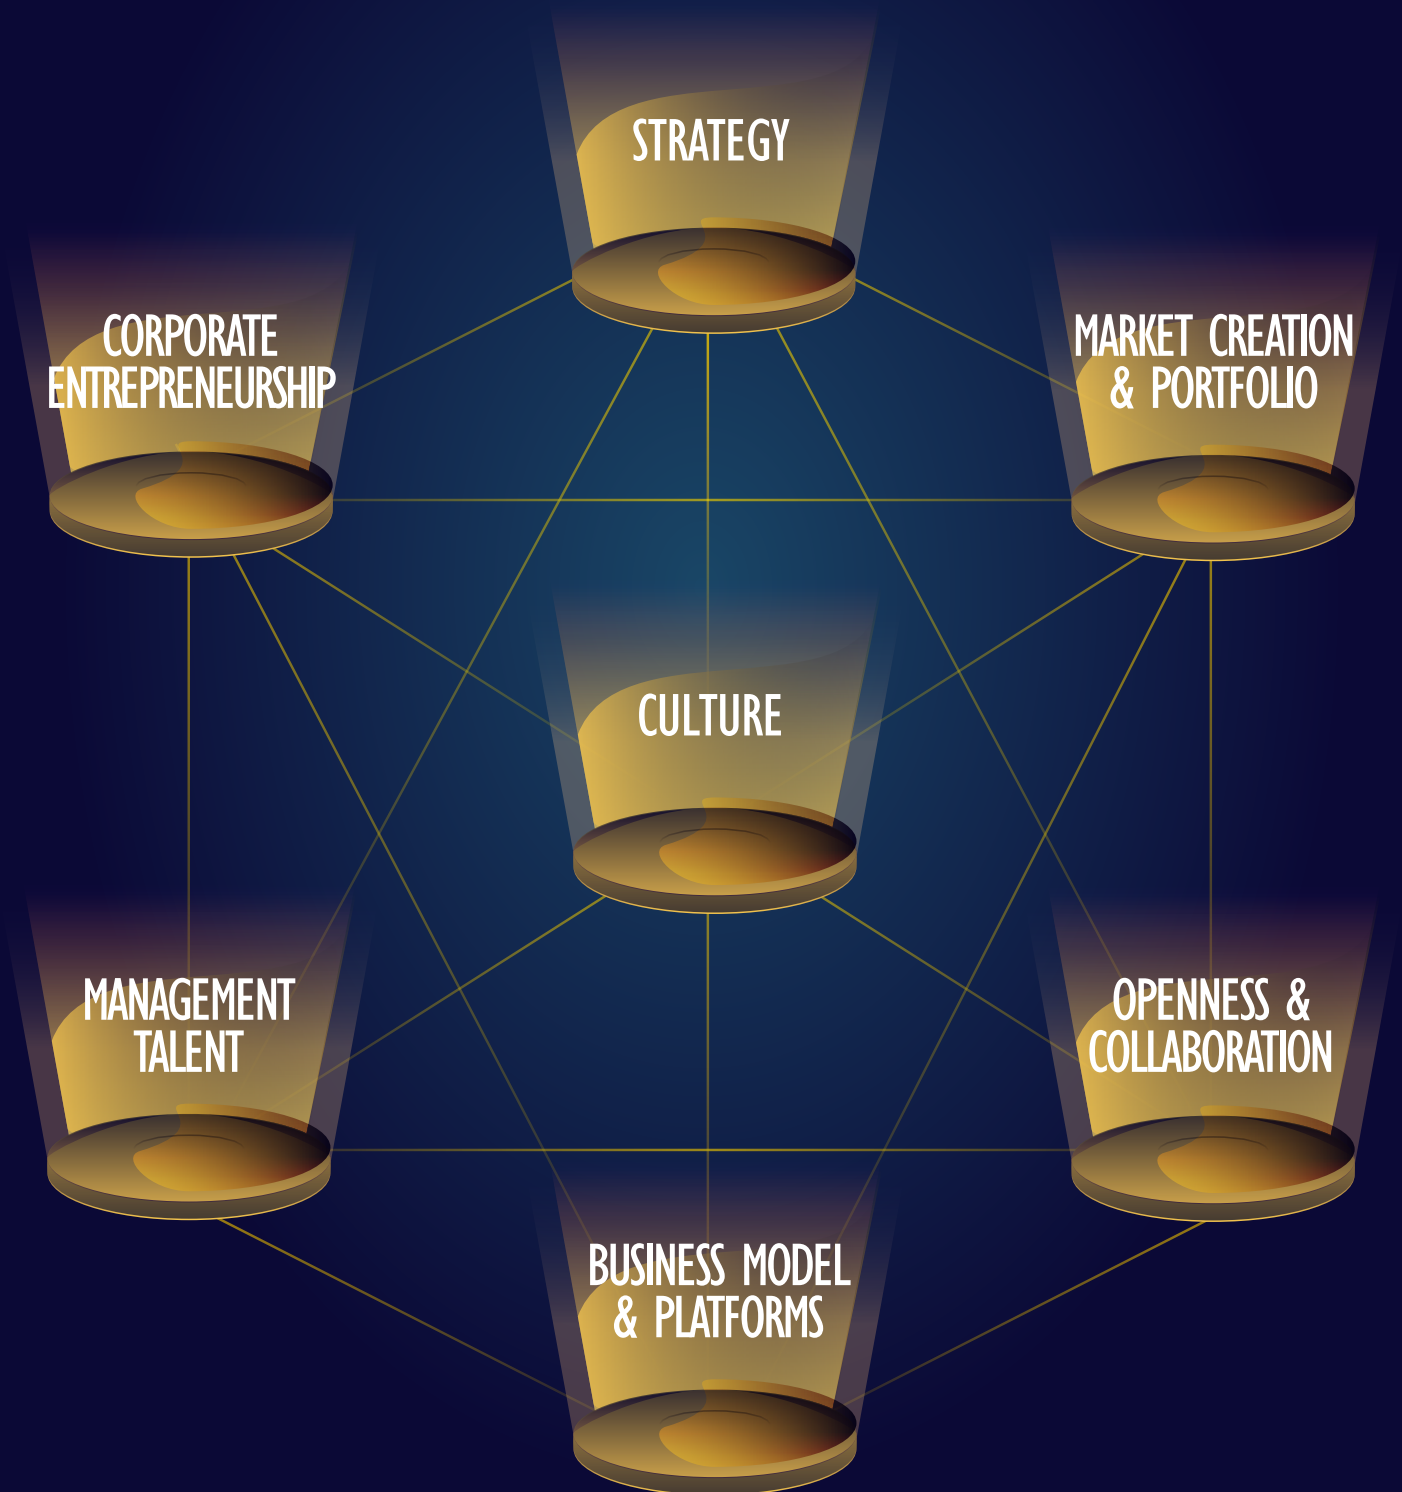 STRATEGY
CORPORATE
ENTREPRENEURSHIP
MARKET CREATION
& PORTFOLIO
CULTURE
MANAGEMENT
TALENT
OPENNESS &
COLLABORATION
BUSINESS MODEL
& PLATFORMS